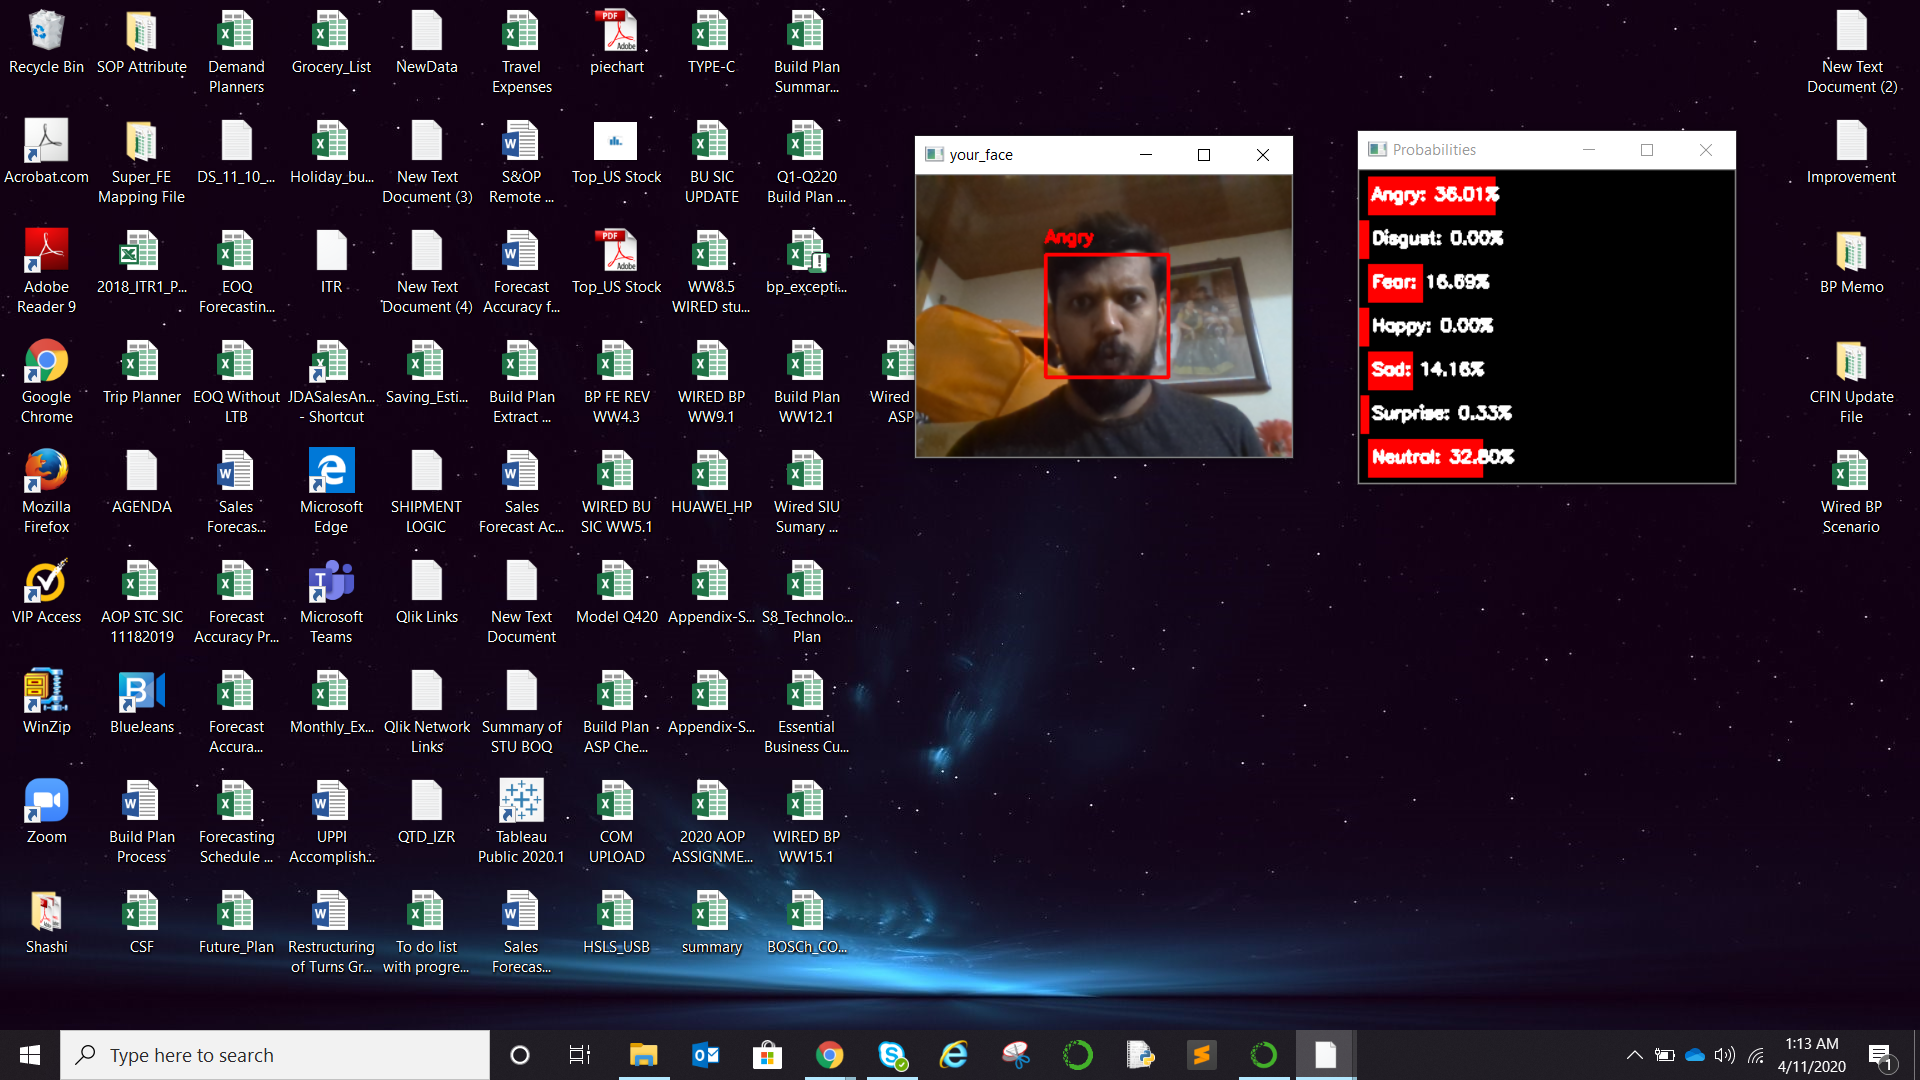 Recycle Bin
SOP Attribute
Demand
Planners
Grocery_List
NewData
Travel
Expenses
piechart
TYPE-C
Build Plan
Summar...
New Text
Document (2)
Acrobat.com
Super_FE
Mapping File
DS_11_10_...
Holiday_bu...
New Text
Document (3)
S&OP
Remote ...
Top_US Stock
BU SIC
UPDATE
Q1-Q220
Build Plan ...
Improvement
Adobe
Reader 9
2018_ITR1_P...
EOQ
Forecastin...
ITR
New Text
Document (4)
Forecast
Accuracy f...
Top_US Stock
WW8.5
WIRED stu...
bp_excepti...
BP Memo
Google
Chrome
Trip Planner
EOQ Without
LTB
JDASalesAn...
- Shortcut
Saving_Esti...
Build Plan
Extract ...
BP FE REV
WW4.3
WIRED BP
WW9.1
Build Plan
WW12.1
Wired
ASP
CFIN Update
File
Mozilla
Firefox
AGENDA
Sales
Forecas...
Microsoft
Edge
SHIPMENT
LOGIC
Sales
Forecast Ac...
WIRED BU
SIC WW5.1
HUAWEI_HP
Wired SIU
Sumary ...
Wired BP
Scenario
VIP Access
AOP STC SIC
11182019
Forecast
Accuracy Pr...
Microsoft
Teams
Qlik Links
New Text
Document
Model Q420
Appendix-S...
S8_Technolo...
Plan
WinZip
BlueJeans
Forecast
Accura...
Monthly_Ex...
Qlik Network
Links
Summary of
STU BOQ
Build Plan
ASP Che...
Appendix-S...
Essential
Business Cu...
Zoom
Build Plan
Process
Forecasting
Schedule ...
UPPI
Accomplish...
QTD_IZR
Tableau
Public 2020.1
COM
UPLOAD
2020 AOP
ASSIGNME...
WIRED BP
WW15.1
Shashi
CSF
Future_Plan
Restructuring
of Turns Gr...
To do list
with progre...
Sales
Forecas...
HSLS_USB
summary
BOSCh_CO...
your_face
Angry
Probabilities
Angry: 36.01%
Disgust: 0.00%
Fear: 16.69%
Happy: 0.00%
Sad: 14.16%
Surprise: 0.33%
Neutral: 32.80%
Type here to search
1:13 AM
4/11/2020
1